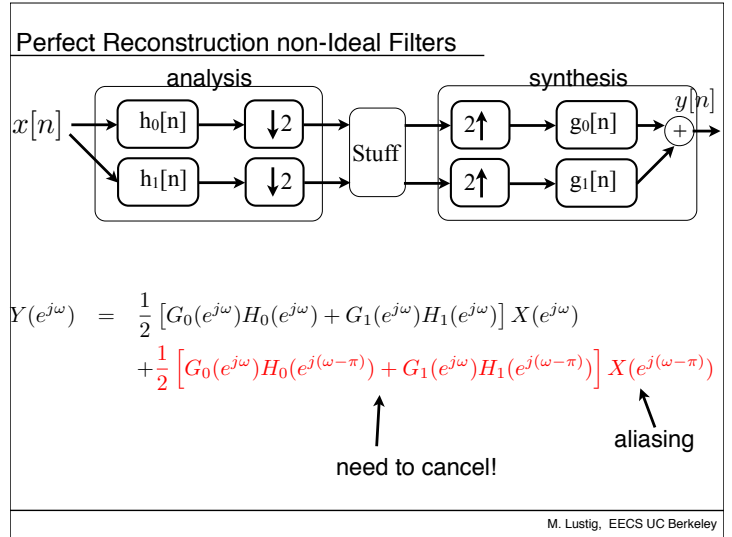 Perfect Reconstruction non-Ideal Filters
analysis
synthesis
x[n]
h₀[n]
↓2
2↑
g₀[n]
y[n]
Stuff
+
h₁[n]
↓2
2↑
g₁[n]
Y(e^{jω}) = 1/2 [G₀(e^{jω})H₀(e^{jω}) + G₁(e^{jω})H₁(e^{jω})] X(e^{jω})
+1/2 [G₀(e^{jω})H₀(e^{j(ω−π)}) + G₁(e^{jω})H₁(e^{j(ω−π)})] X(e^{j(ω−π)})
aliasing
need to cancel!
M. Lustig, EECS UC Berkeley